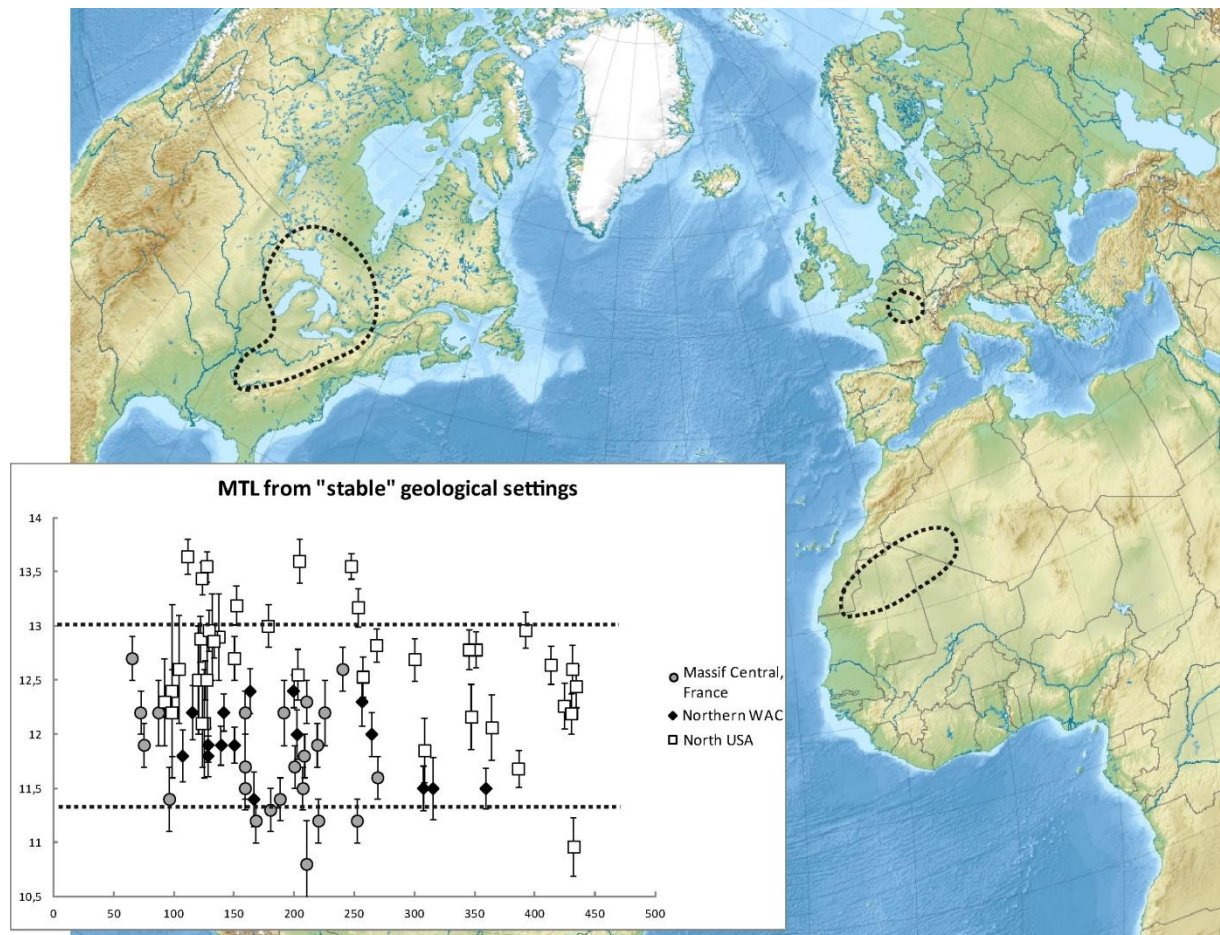 MTL from "stable" geological settings
14
13,5
13
12,5
12
11,5
11
10,5
0 50 100 150 200 250 300 350 400 450 500
Massif Central,
France
Northern WAC
North USA